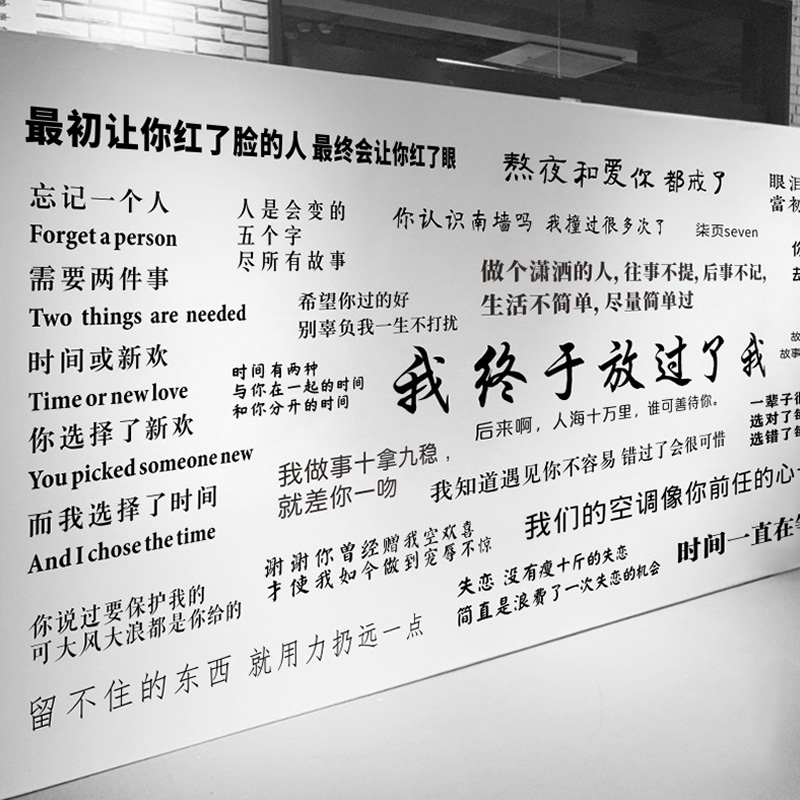 最初让你红了脸的人 最终会让你红了眼
忘记一个人
Forget a person
需要两件事
Two things are needed
时间或新欢
Time or new love
你选择了新欢
You picked someone new
而我选择了时间
And I chose the time
你说过要保护我的
可大风大浪都是你给的
留不住的东西 就用力扔远一点
人是会变的
五个字
尽所有故事
希望你过的好
别辜负我一生不打扰
时间有两种
与你在一起的时间
和你分开的时间
我做事十拿九稳，
就差你一吻
谢谢你曾经赠我空欢喜
才使我如今做到宠辱不惊
熬夜和爱你 都戒了
你认识南墙吗 我撞过很多次了
柒页seven
做个潇洒的人, 往事不提, 后事不记,
生活不简单, 尽量简单过
我终于放过了我
后来啊，人海十万里，谁可善待你。
我知道遇见你不容易 错过了会很可惜
我们的空调像你前任的心
失恋 没有瘦十斤的失恋
简直是浪费了一次失恋的机会
时间一直在
眼泪
當初
你
去
故事
一辈子很
选对了每
选错了每